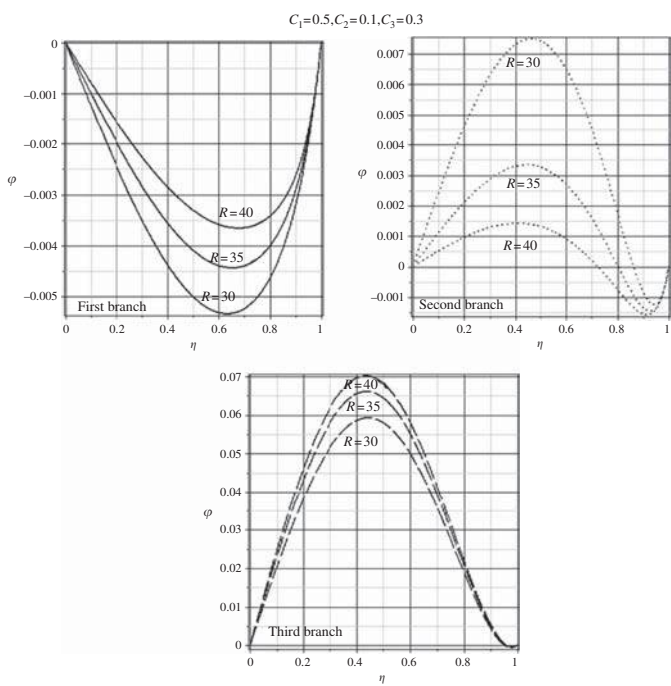 C₁=0.5,C₂=0.1,C₃=0.3
0
−0.001
−0.002
−0.003
−0.004
−0.005
φ
R=40
R=35
R=30
First branch
0 0.2 0.4 0.6 0.8 1
η
0.007
0.006
0.005
0.004
0.003
0.002
0.001
0
−0.001
φ
R=30
R=35
R=40
Second branch
0 0.2 0.4 0.6 0.8 1
η
0.07
0.06
0.05
0.04
0.03
0.02
0.01
0
φ
R=40
R=35
R=30
Third branch
0 0.2 0.4 0.6 0.8 1
η